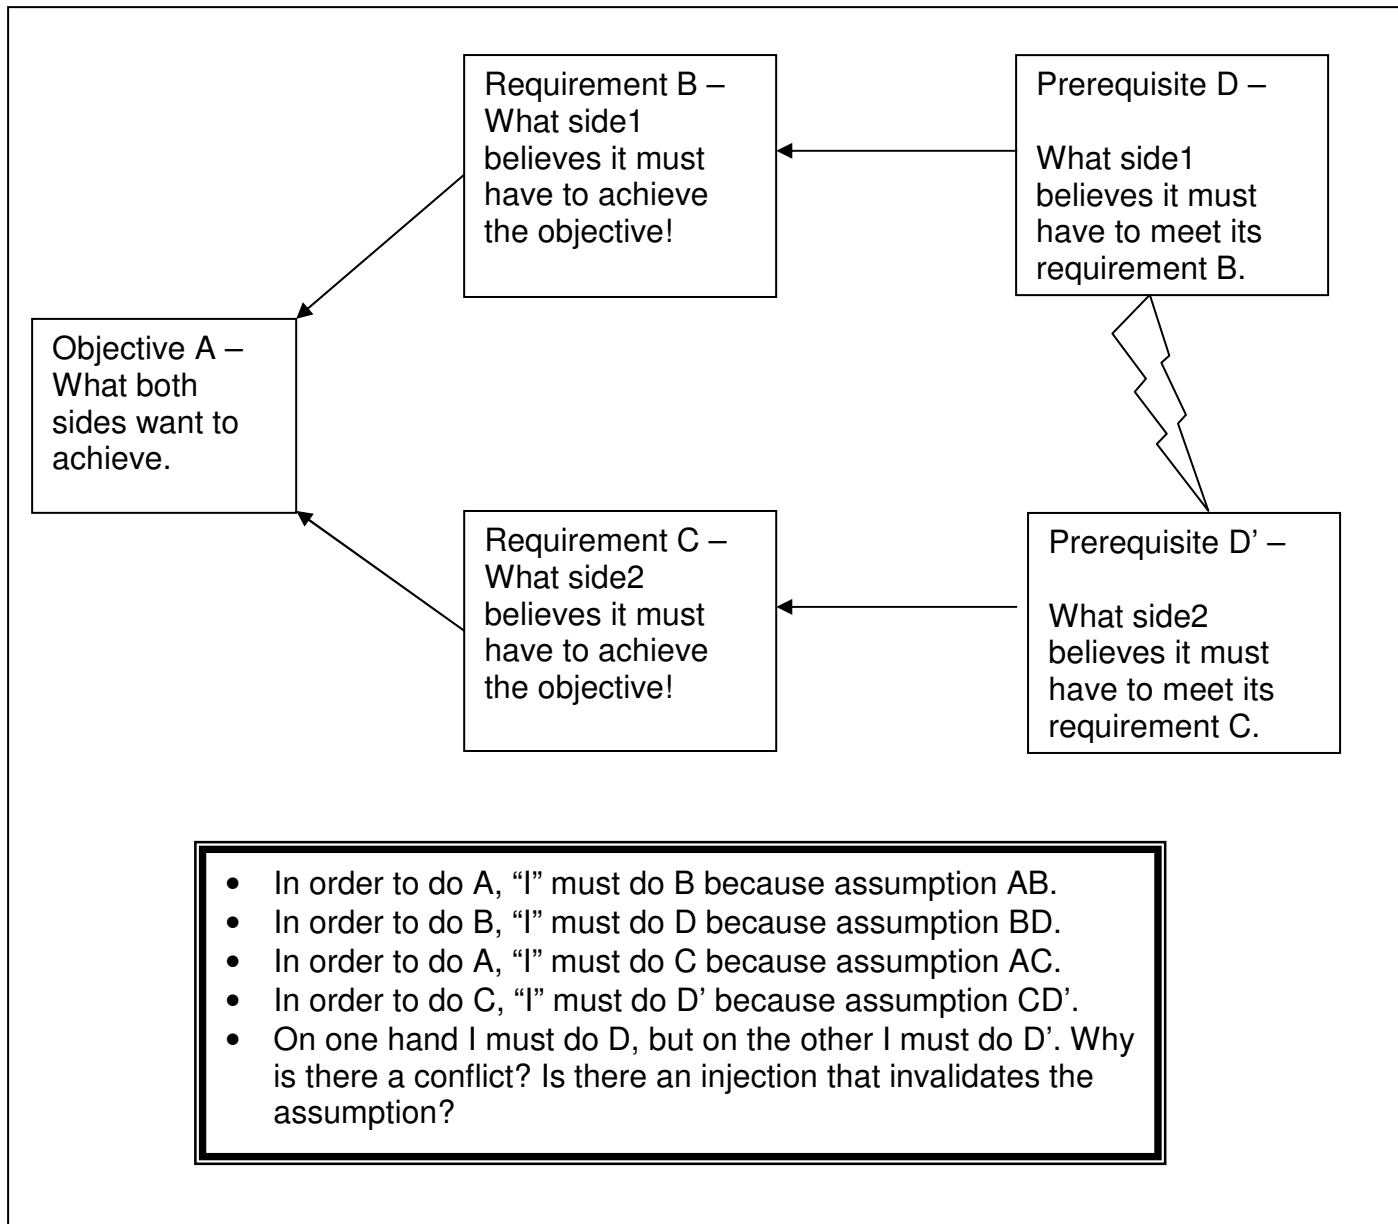 Requirement B –
What side1
believes it must
have to achieve
the objective!
Prerequisite D –
What side1
believes it must
have to meet its
requirement B.
Objective A –
What both
sides want to
achieve.
Requirement C –
What side2
believes it must
have to achieve
the objective!
Prerequisite D’ –
What side2
believes it must
have to meet its
requirement C.
• In order to do A, “I” must do B because assumption AB.
• In order to do B, “I” must do D because assumption BD.
• In order to do A, “I” must do C because assumption AC.
• In order to do C, “I” must do D’ because assumption CD’.
• On one hand I must do D, but on the other I must do D’. Why
is there a conflict? Is there an injection that invalidates the
assumption?